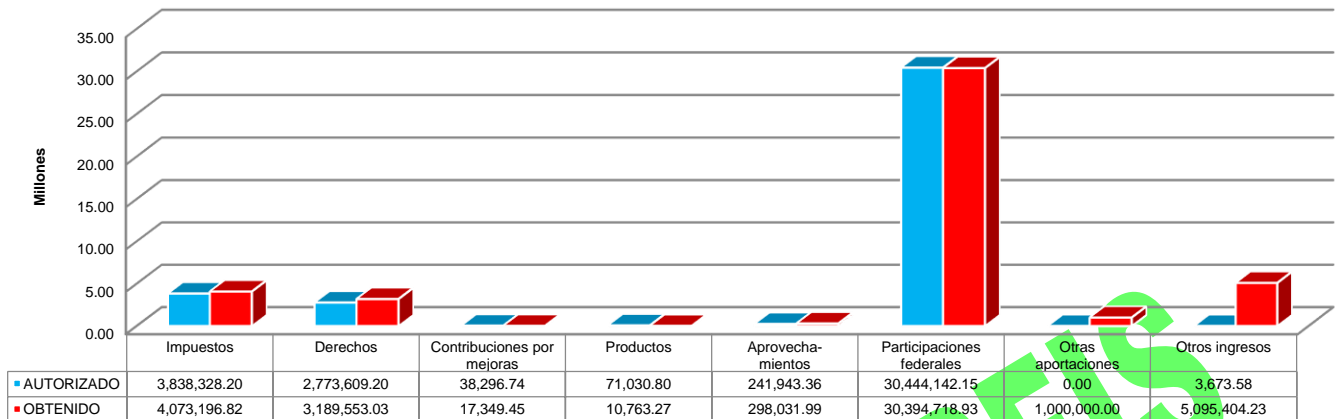 35.00
30.00
25.00
20.00
15.00
10.00
5.00
0.00
Millones
Impuestos Derechos Contribuciones por mejoras Productos Aprovecha-mientos Participaciones federales Otras aportaciones Otros ingresos
AUTORIZADO 3,838,328.20 2,773,609.20 38,296.74 71,030.80 241,943.36 30,444,142.15 0.00 3,673.58
OBTENIDO 4,073,196.82 3,189,553.03 17,349.45 10,763.27 298,031.99 30,394,718.93 1,000,000.00 5,095,404.23